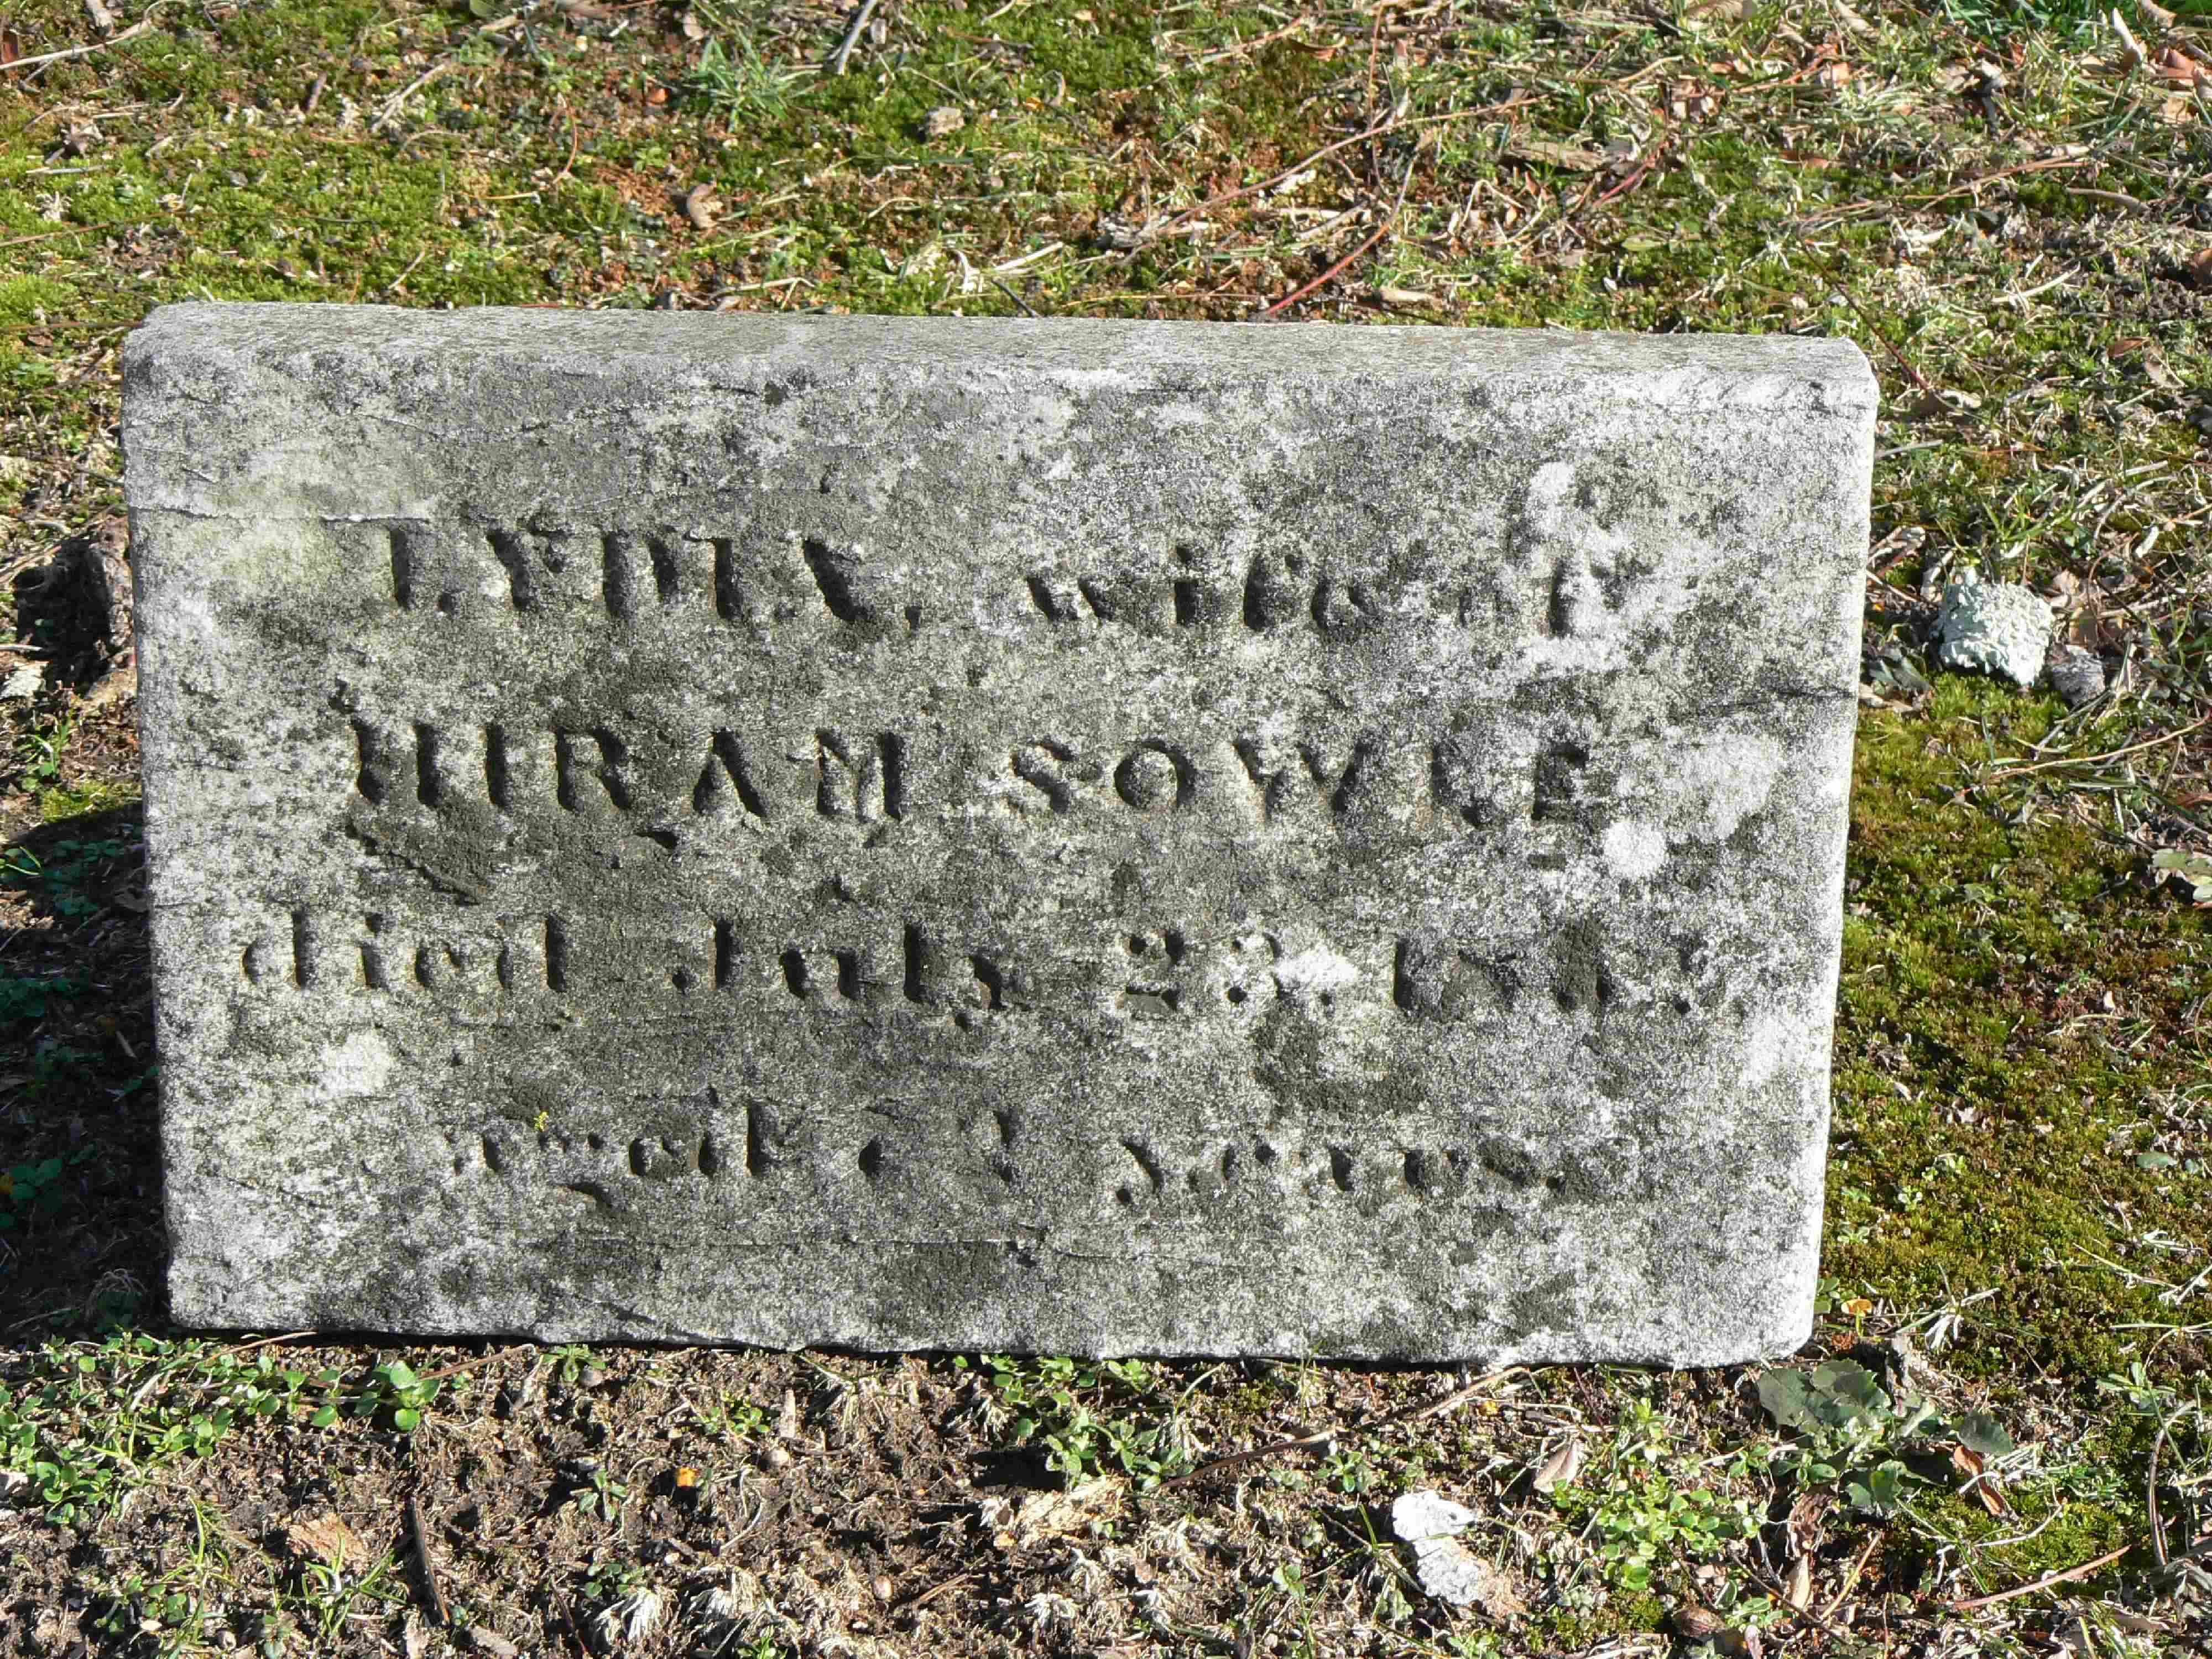 LYDIA, wife of
HIRAM SOWLE
died July 28,
aged years.